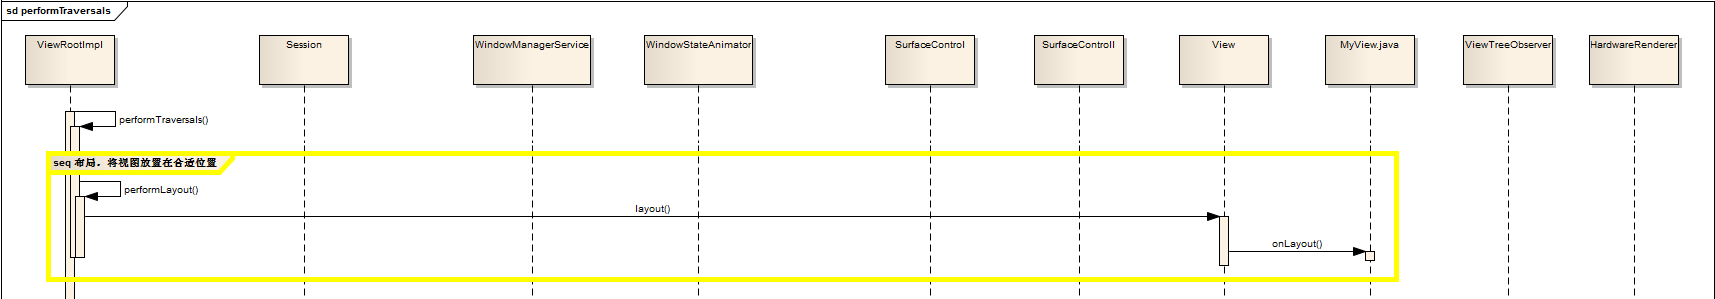 sd performTraversals
ViewRootImpl
Session
WindowManagerService
WindowStateAnimator
SurfaceControl
SurfaceControll
View
MyView.java
ViewTreeObserver
HardwareRenderer
performTraversals()
seq 布局，将视图放置在合适位置
performLayout()
layout()
onLayout()